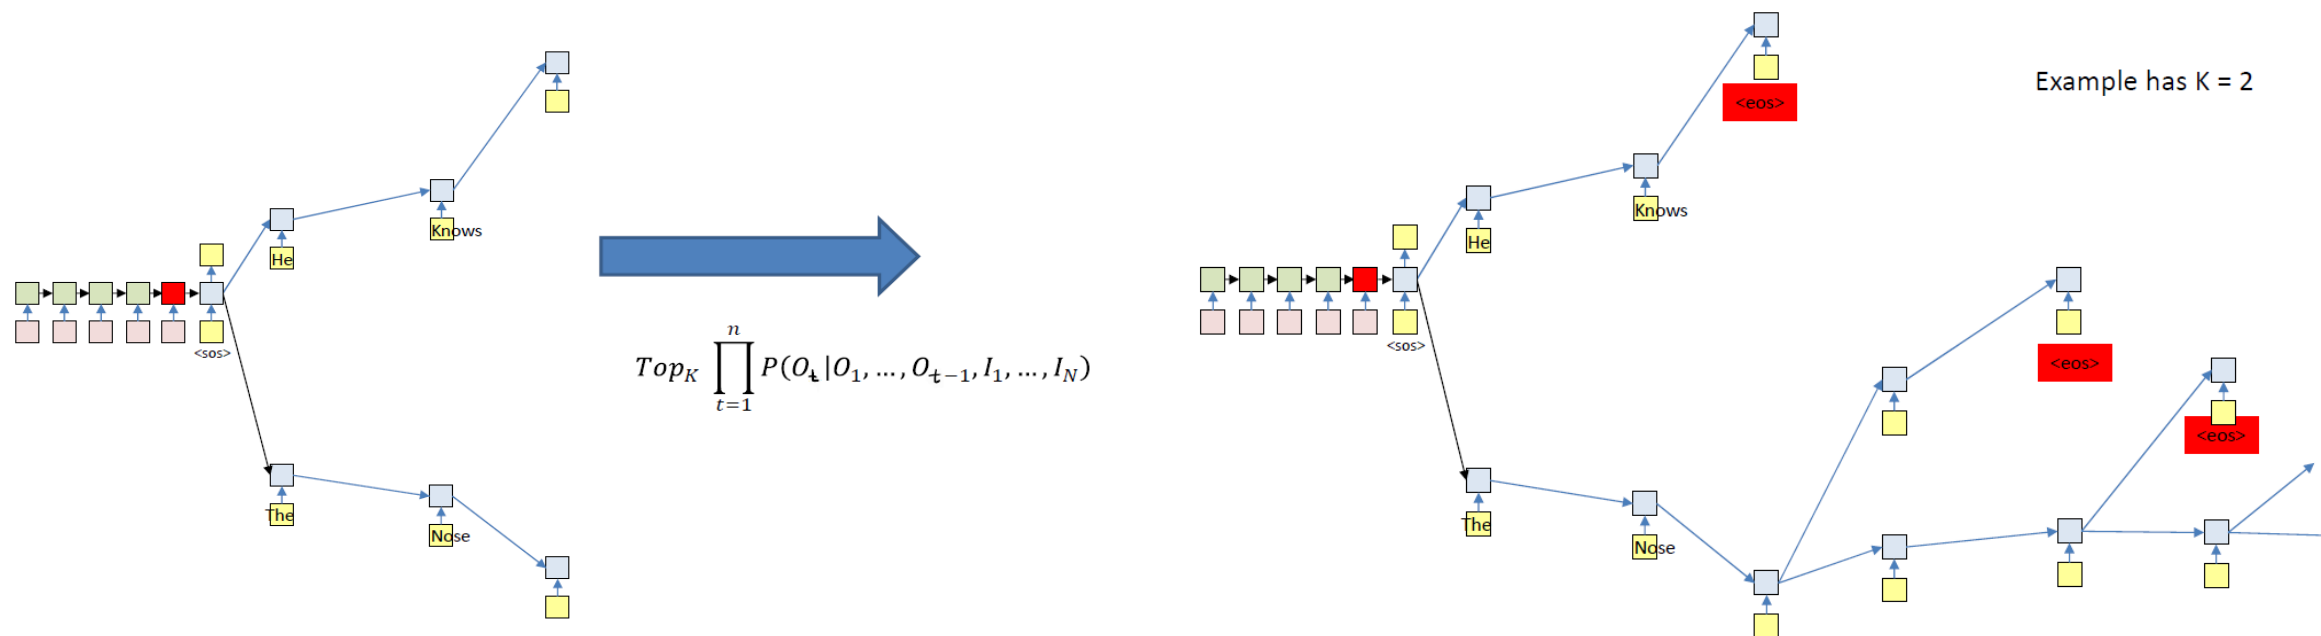 He
Knows
<sos>
The
Nose
n
Top_K ∏ P(O_t|O_1, …, O_{t−1}, I_1, …, I_N)
t=1
Example has K = 2
<eos>
He
Knows
<sos>
<eos>
<eos>
The
Nose